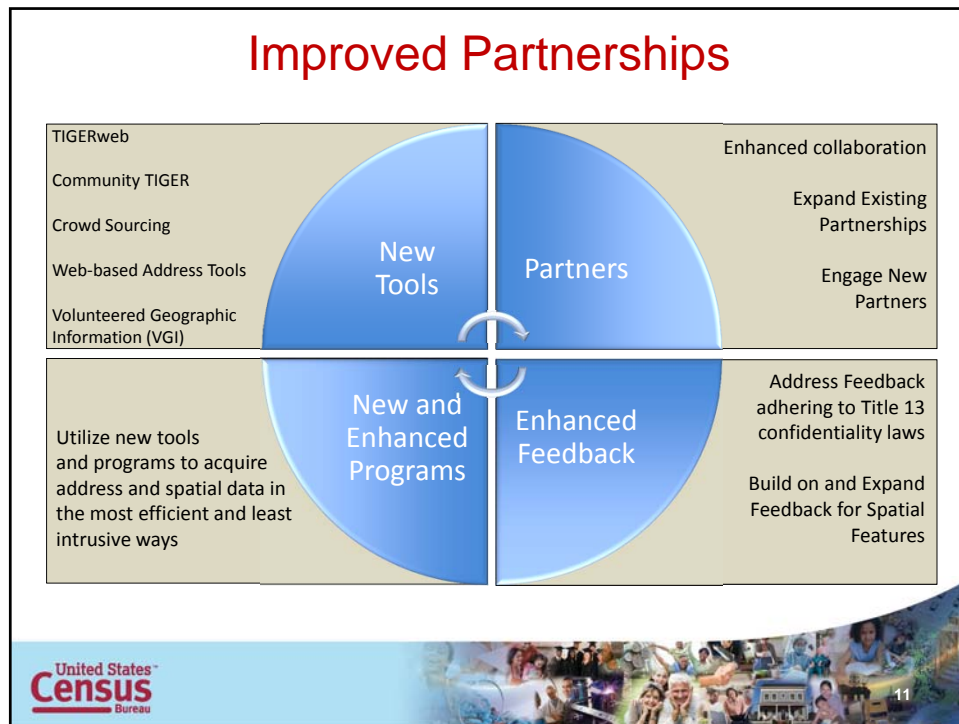 Improved Partnerships
TIGERweb
Community TIGER
Crowd Sourcing
Web-based Address Tools
Volunteered Geographic
Information (VGI)
New
Tools
Partners
Enhanced collaboration
Expand Existing
Partnerships
Engage New
Partners
Utilize new tools
and programs to acquire
address and spatial data in
the most efficient and least
intrusive ways
New and
Enhanced
Programs
Enhanced
Feedback
Address Feedback
adhering to Title 13
confidentiality laws
Build on and Expand
Feedback for Spatial
Features
United States™
Census
Bureau
11